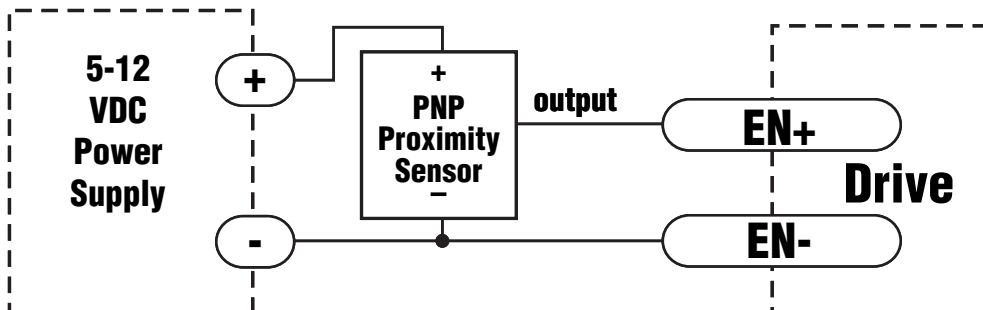 5-12
VDC
Power
Supply
+
-
+
PNP
Proximity
Sensor
–
output
EN+
EN-
Drive